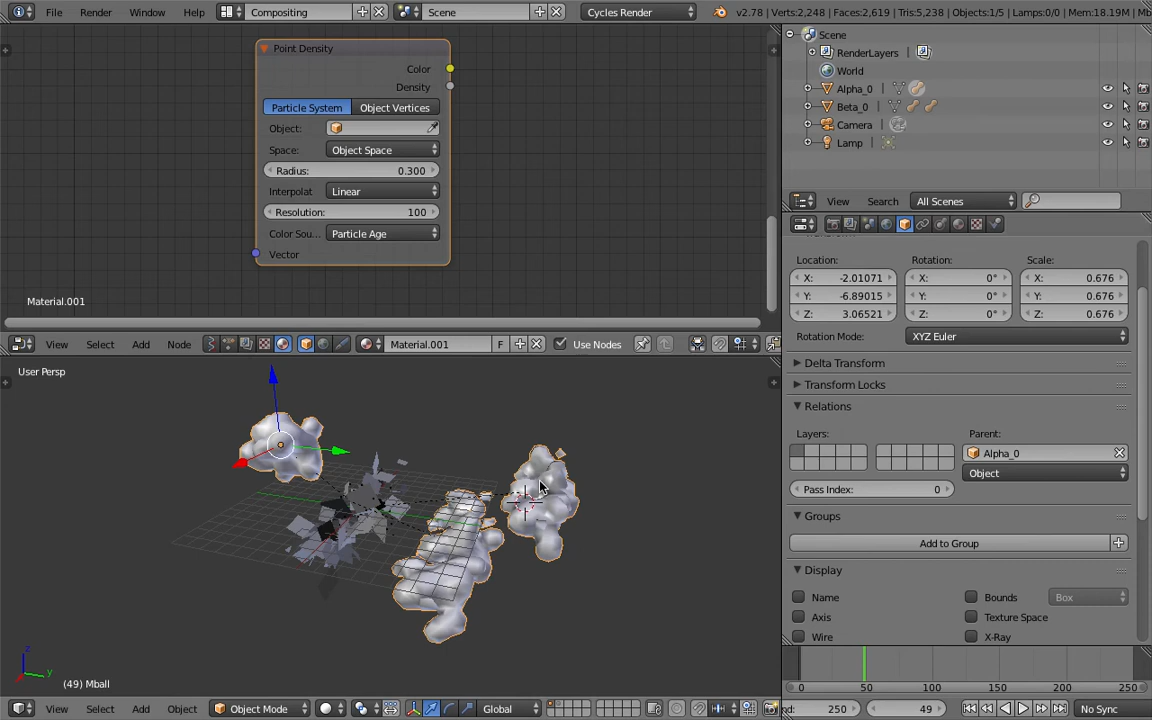 File Render Window Help Compositing Scene Cycles Render v2.78 | Verts:2,248 | Faces:2,619 | Tris:5,238 | Objects:1/5 | Lamps:0/0 | Mem:18.19M | Mb
Point Density
Color
Density
Particle System Object Vertices
Object:
Space: Object Space
Radius: 0.300
Interpolat Linear
Resolution: 100
Color Sou... Particle Age
Vector
Material.001
View Select Add Node Material.001 F Use Nodes
User Persp
(49) Mball
View Select Add Object Object Mode Global
Scene
RenderLayers
World
Alpha_0
Beta_0
Camera
Lamp
View Search All Scenes
Location: Rotation: Scale:
X: -2.01071 X: 0° X: 0.676
Y: -6.89015 Y: 0° Y: 0.676
Z: 3.06521 Z: 0° Z: 0.676
Rotation Mode: XYZ Euler
Delta Transform
Transform Locks
Relations
Layers: Parent:
Alpha_0
Object
Pass Index: 0
Groups
Add to Group
Display
Name Bounds Box
Axis Texture Space
Wire X-Ray
0 50 100 150 200 250
nd: 250 49 No Sync
z
y